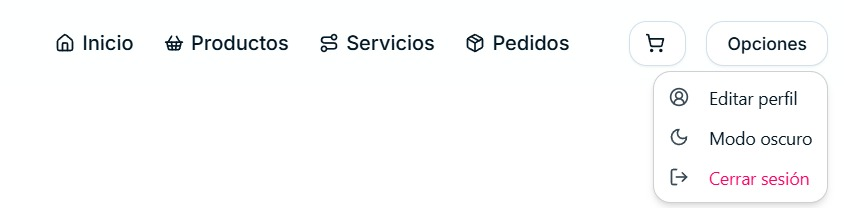 Inicio Productos Servicios Pedidos Opciones
Editar perfil
Modo oscuro
Cerrar sesión